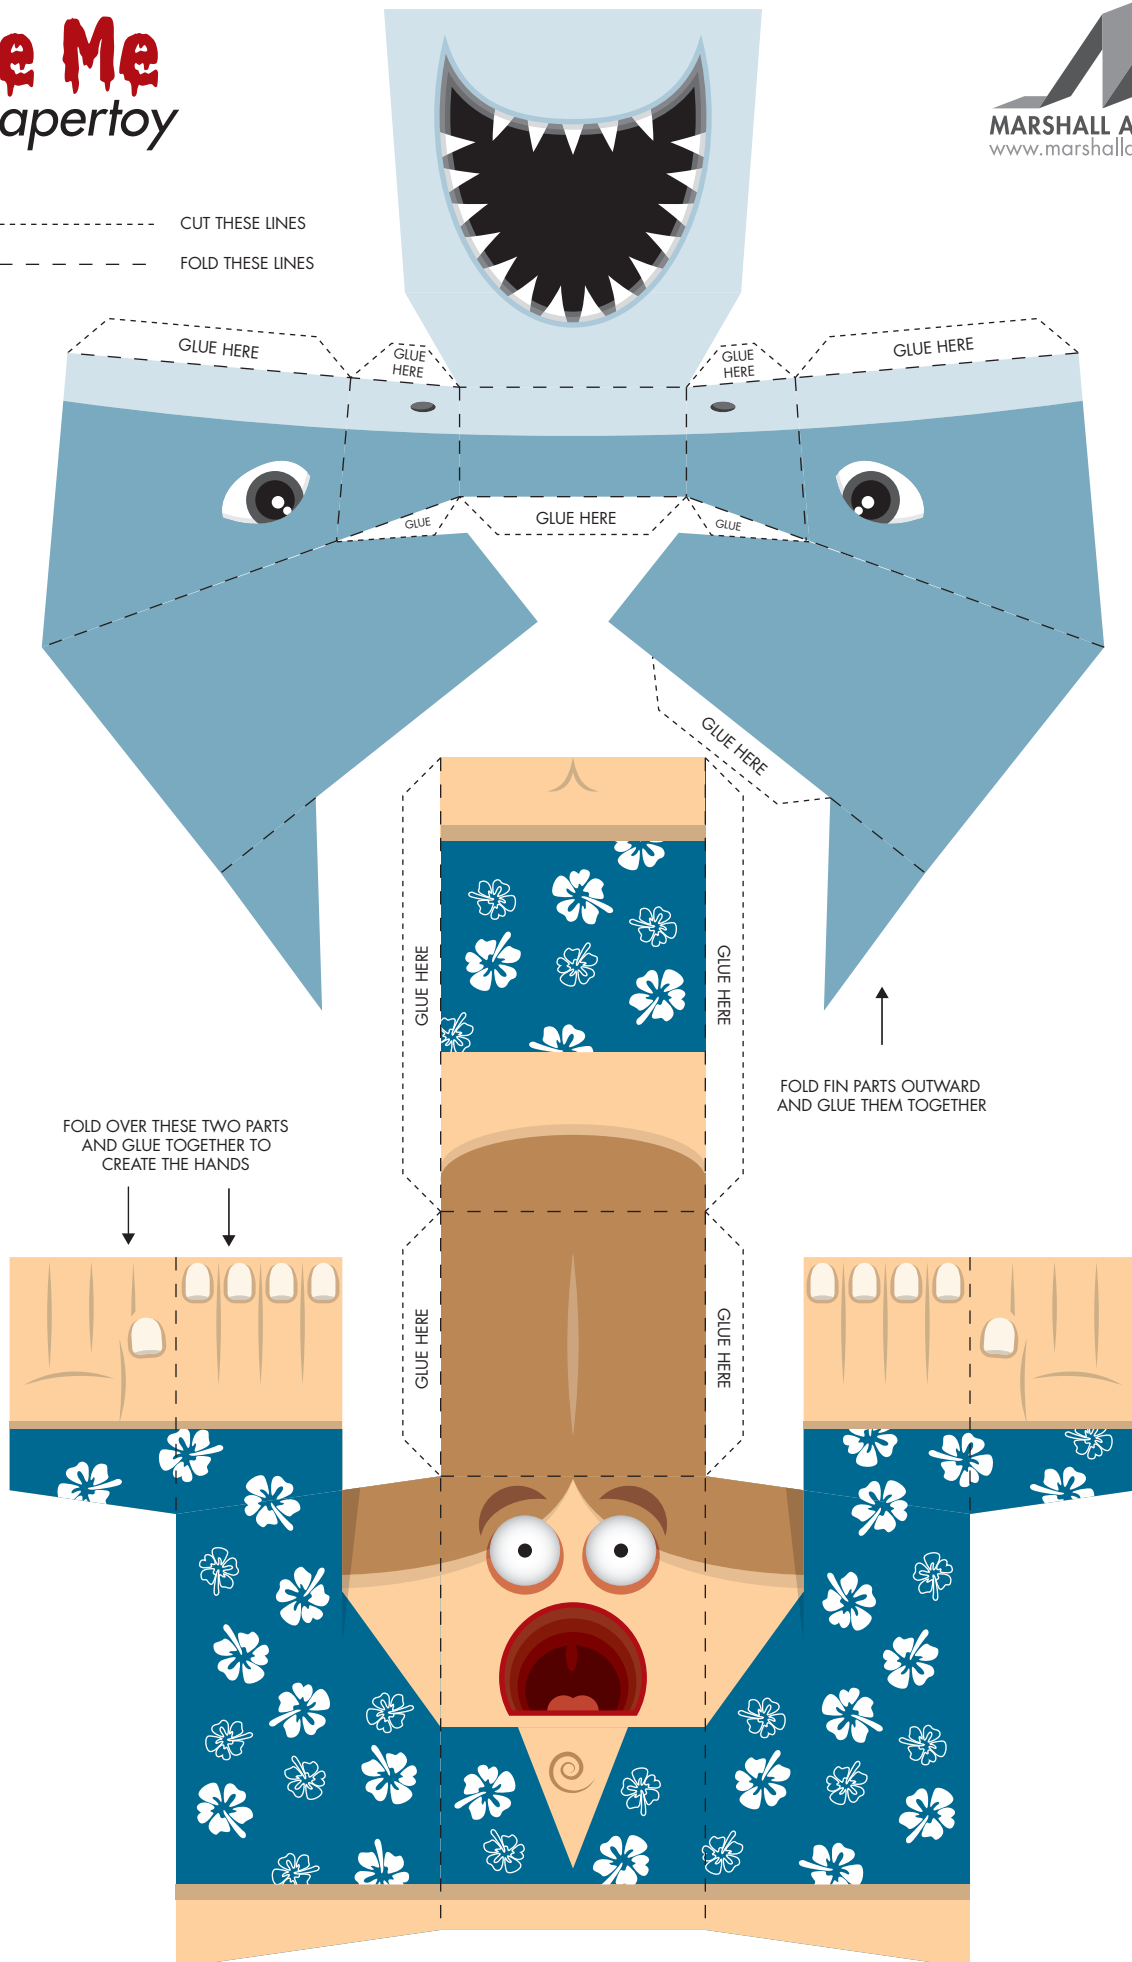 e Me
apertoy
MARSHALL A
www.marshalla
CUT THESE LINES
FOLD THESE LINES
GLUE HERE
GLUE
HERE
GLUE
HERE
GLUE HERE
GLUE
GLUE HERE
GLUE
GLUE HERE
GLUE HERE
GLUE HERE
FOLD FIN PARTS OUTWARD
AND GLUE THEM TOGETHER
FOLD OVER THESE TWO PARTS
AND GLUE TOGETHER TO
CREATE THE HANDS
GLUE HERE
GLUE HERE